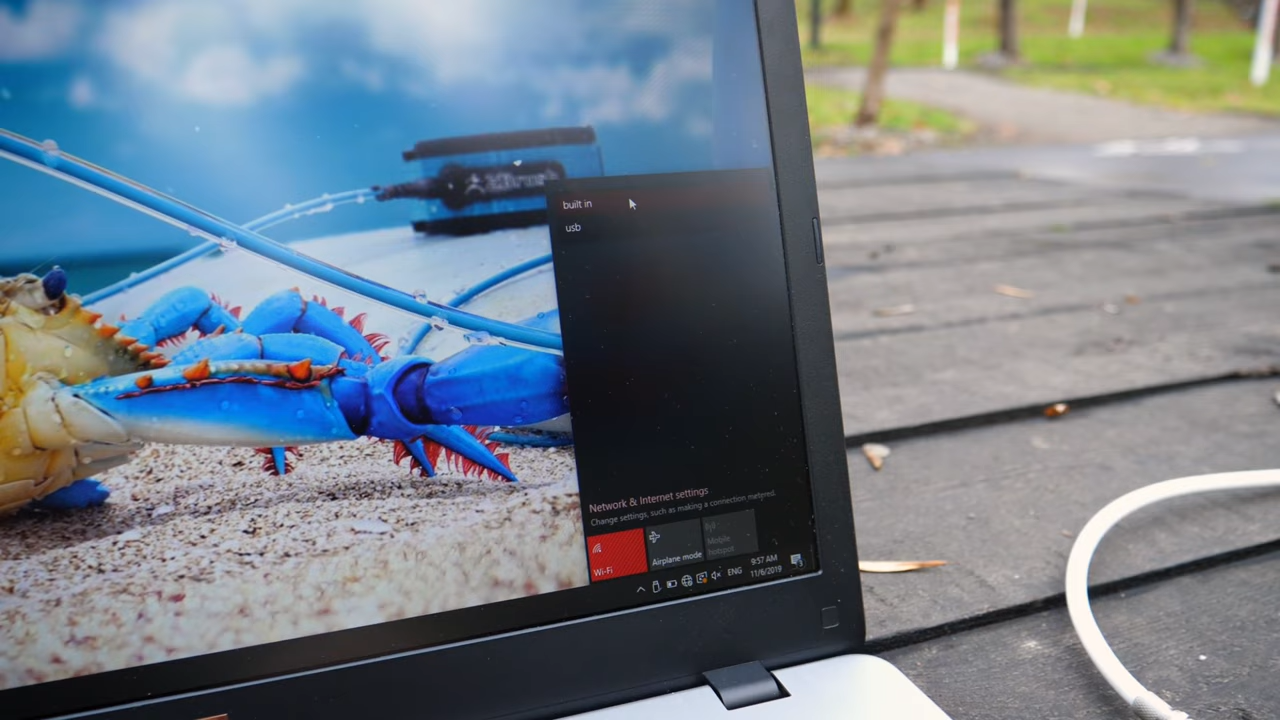 built in
usb
Network & Internet settings
Change settings, such as making a connection metered.
Wi-Fi
Airplane mode
Mobile
hotspot
ENG
9:57 AM
11/6/2019